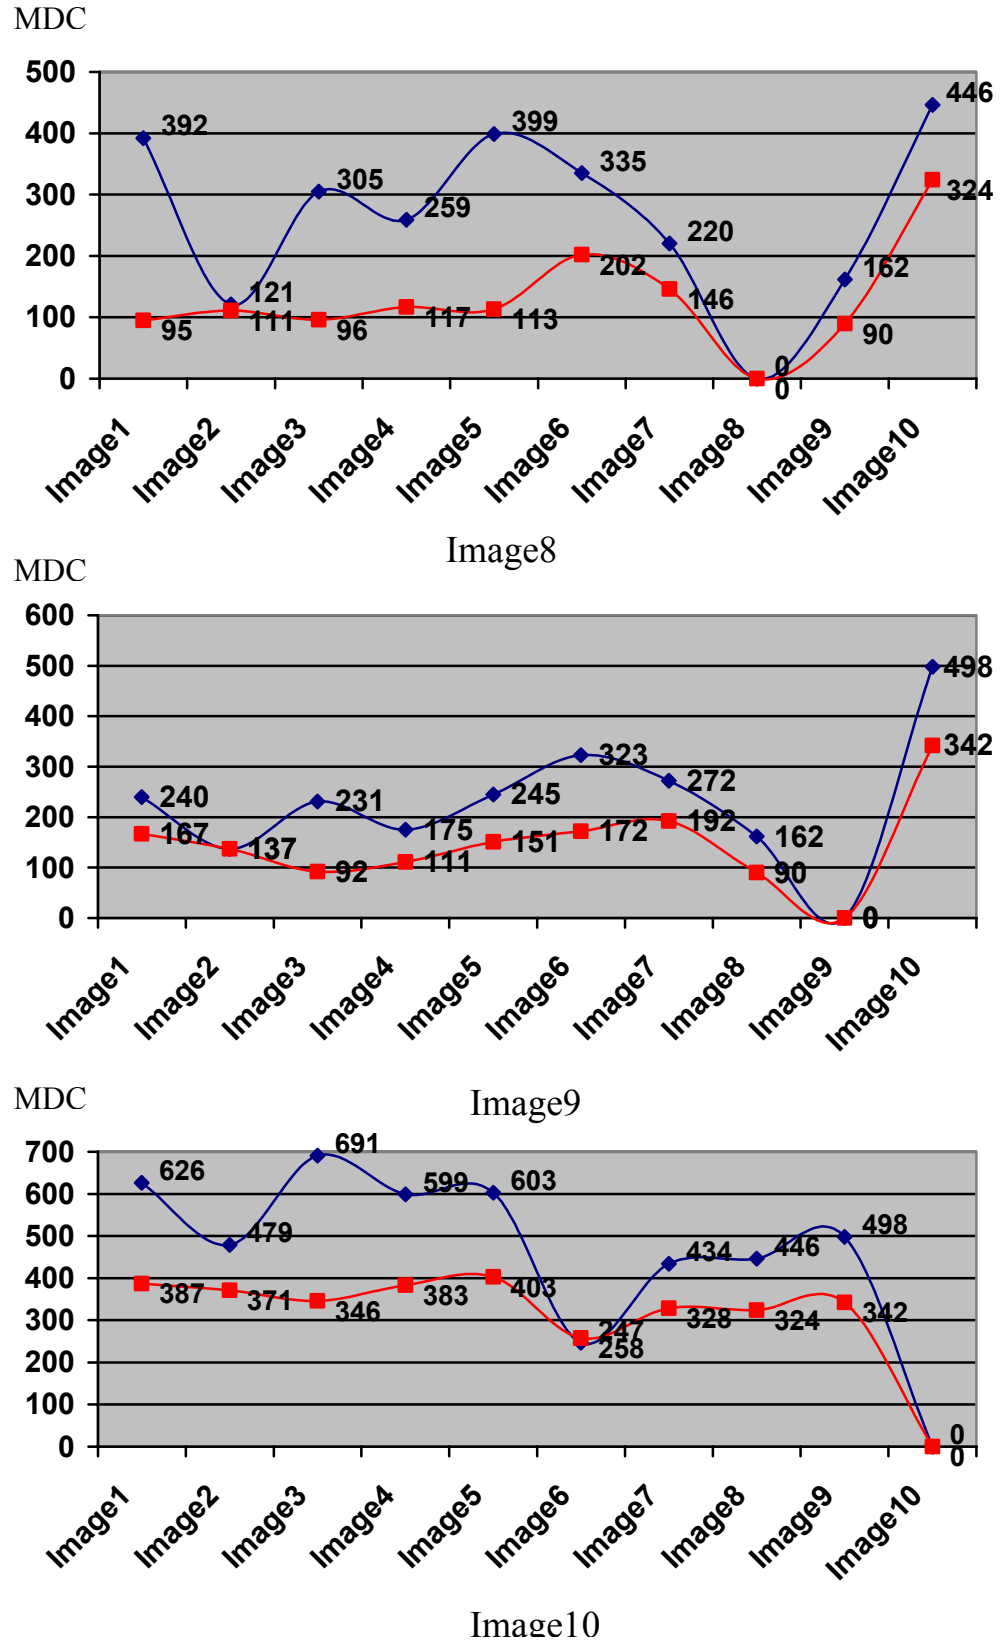 MDC
500
400
300
200
100
0
392
121
305
259
399
335
220
0
162
446
95
111
96
117
113
202
146
0
90
324
Image1
Image2
Image3
Image4
Image5
Image6
Image7
Image8
Image9
Image10
Image8
MDC
600
500
400
300
200
100
0
240
231
175
245
323
272
162
0
498
167
137
92
111
151
172
192
90
342
Image1
Image2
Image3
Image4
Image5
Image6
Image7
Image8
Image9
Image10
Image9
MDC
700
600
500
400
300
200
100
0
626
479
691
599
603
247
434
446
498
0
387
371
346
383
403
258
328
324
342
0
Image1
Image2
Image3
Image4
Image5
Image6
Image7
Image8
Image9
Image10
Image10